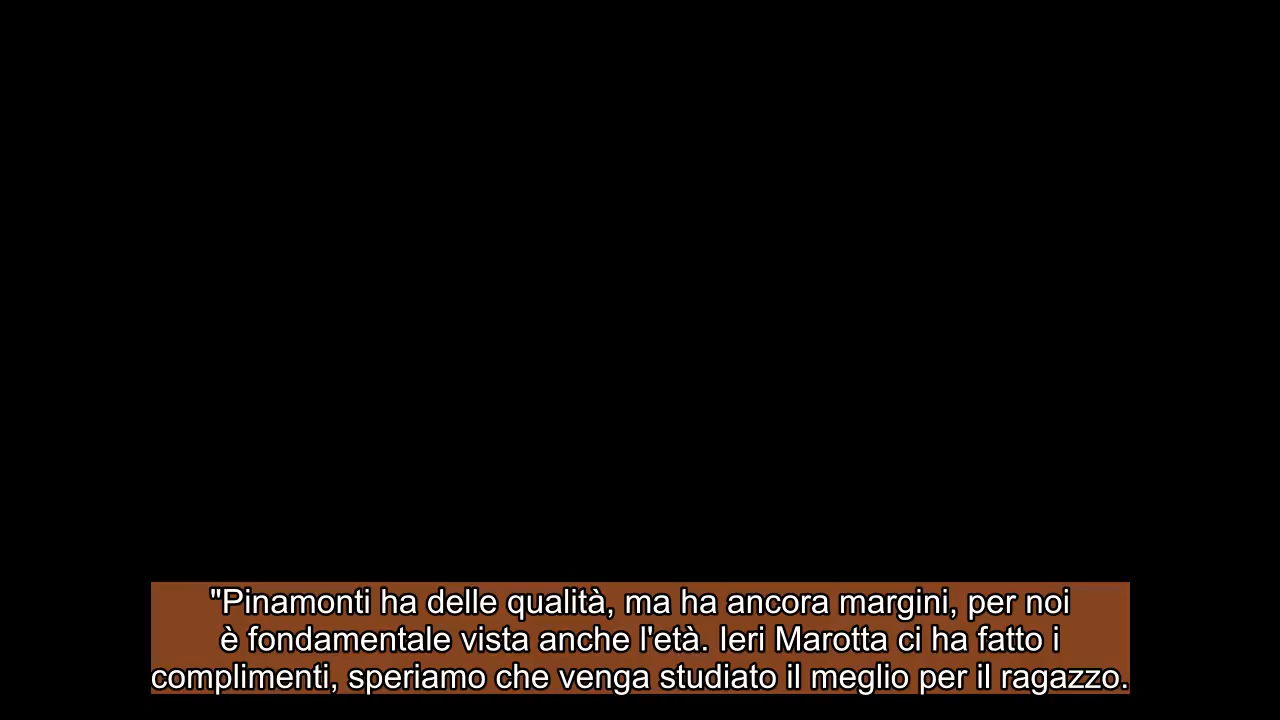 "Pinamonti ha delle qualità, ma ha ancora margini, per noi
è fondamentale vista anche l'età. Ieri Marotta ci ha fatto i
complimenti, speriamo che venga studiato il meglio per il ragazzo.